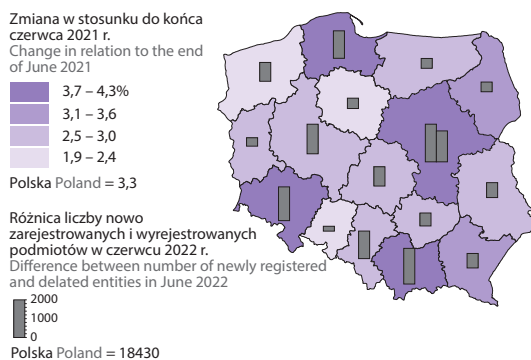 Zmiana w stosunku do końca
czerwca 2021 r.
Change in relation to the end
of June 2021
3,7 – 4,3%
3,1 – 3,6
2,5 – 3,0
1,9 – 2,4
Polska Poland = 3,3
Różnica liczby nowo
zarejestrowanych i wyrejestrowanych
podmiotów w czerwcu 2022 r.
Difference between number of newly registered
and delated entities in June 2022
2000
1000
0
Polska Poland = 18430